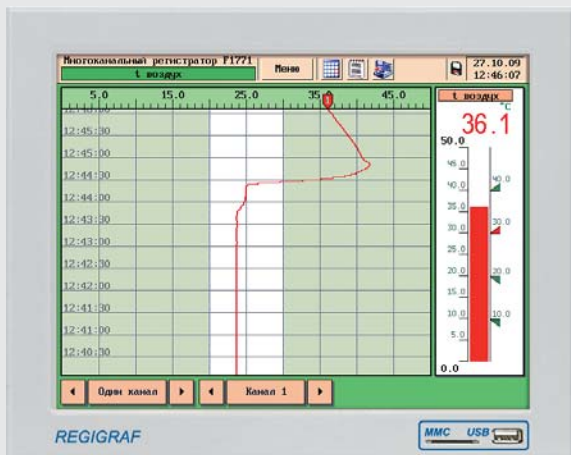 Многоканальный регистратор F1771
t воздух
Меню
27.10.09
12:46:07
5.0 15.0 25.0 35.0 45.0
1
12:46:00
12:45:30
12:45:00
12:44:30
12:44:00
12:43:30
12:43:00
12:42:30
12:42:00
12:41:30
12:41:00
12:40:30
t воздух
°C
36.1
50.0
45.0
40.0 40.0
35.0
30.0 30.0
25.0
20.0 20.0
15.0
10.0 10.0
5.0
0.0
Один канал
Канал 1
REGIGRAF
MMC USB